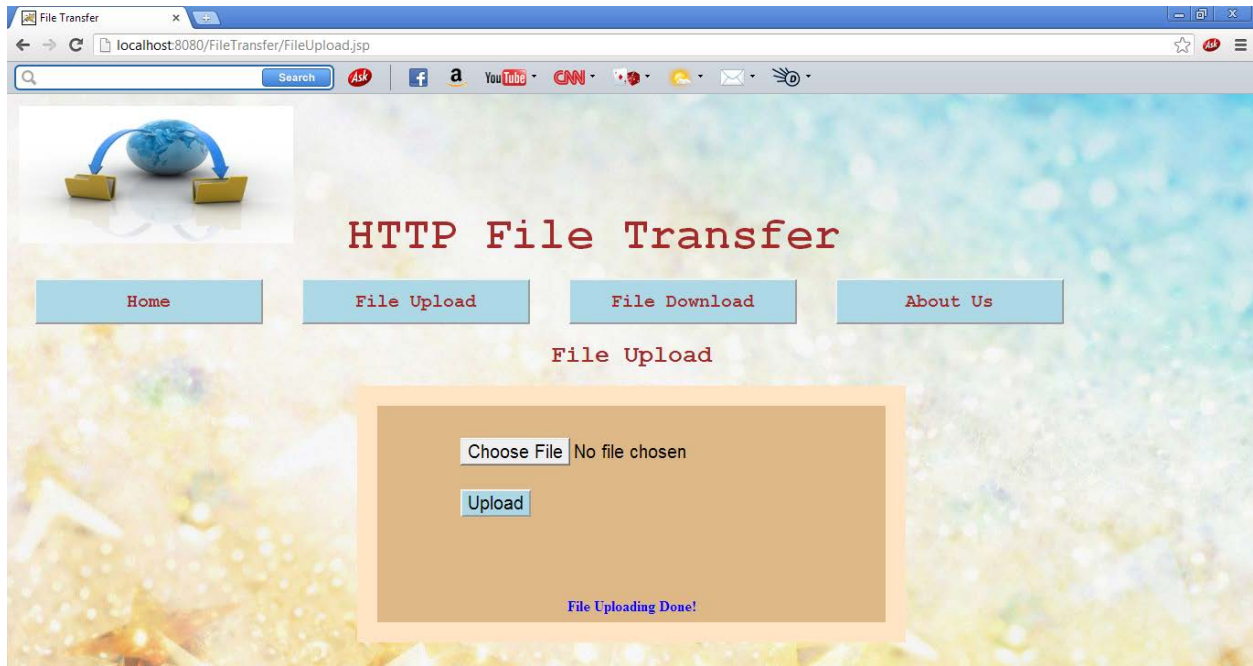 File Transfer
localhost:8080/FileTransfer/FileUpload.jsp
Ask
Search Ask f a YouTube CNN D
HTTP File Transfer
Home File Upload File Download About Us
File Upload
Choose File No file chosen
Upload
File Uploading Done!